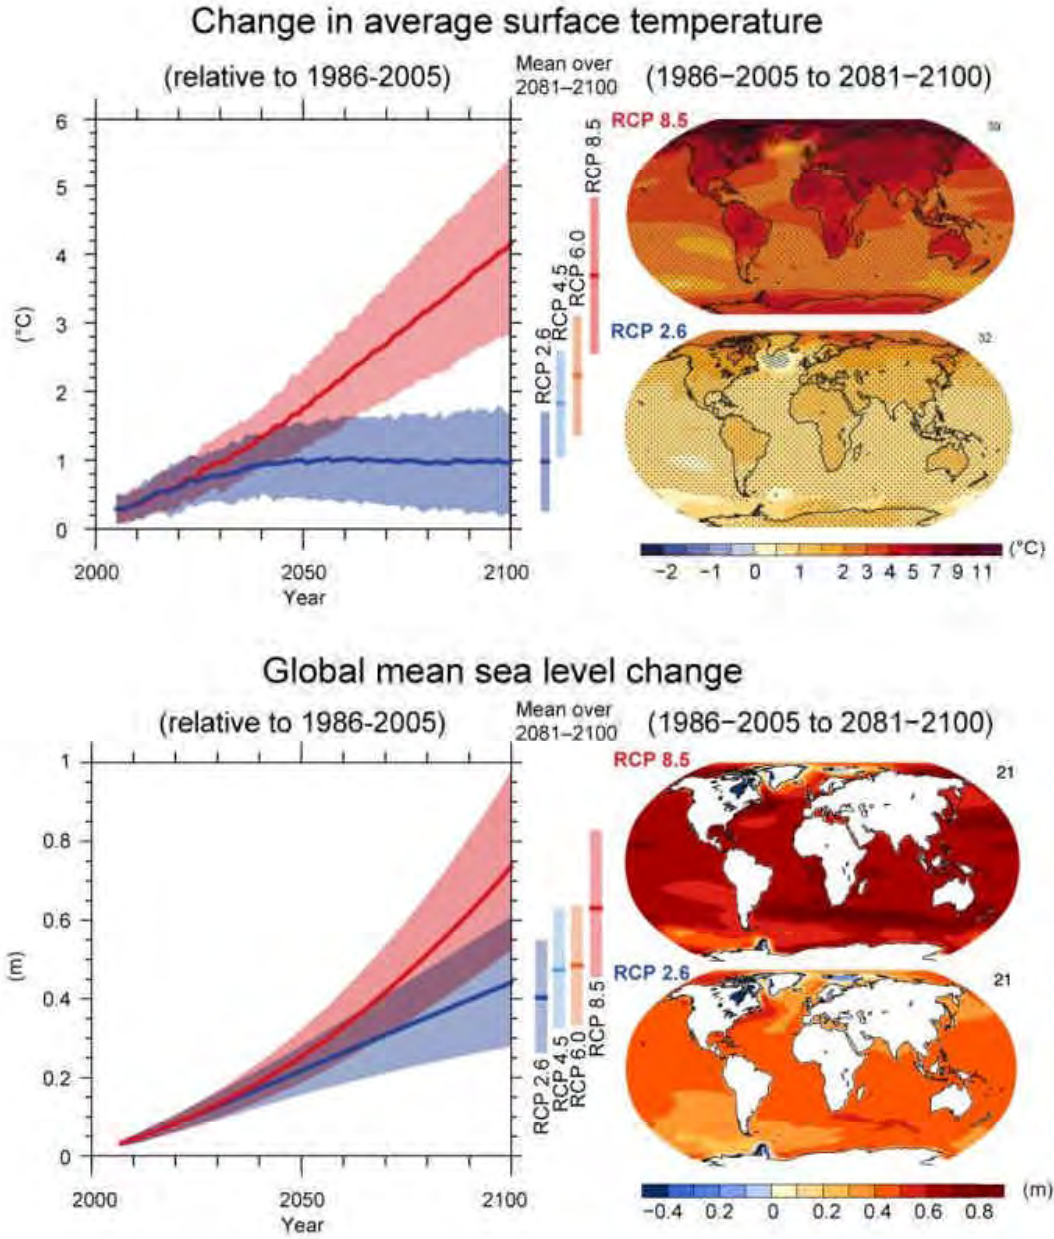 Change in average surface temperature
(relative to 1986-2005)
Mean over
2081–2100
(1986−2005 to 2081−2100)
6
5
4
3
2
1
0
(°C)
2000
2050
2100
Year
RCP 2.6
RCP 4.5
RCP 6.0
RCP 8.5
RCP 8.5
39
RCP 2.6
32
−2 −1 0 1 2 3 4 5 7 9 11
(°C)
Global mean sea level change
(relative to 1986-2005)
Mean over
2081–2100
(1986−2005 to 2081−2100)
1
0.8
0.6
0.4
0.2
0
(m)
2000
2050
2100
Year
RCP 2.6
RCP 4.5
RCP 6.0
RCP 8.5
RCP 8.5
21
RCP 2.6
21
−0.4 0.2 0 0.2 0.4 0.6 0.8
(m)